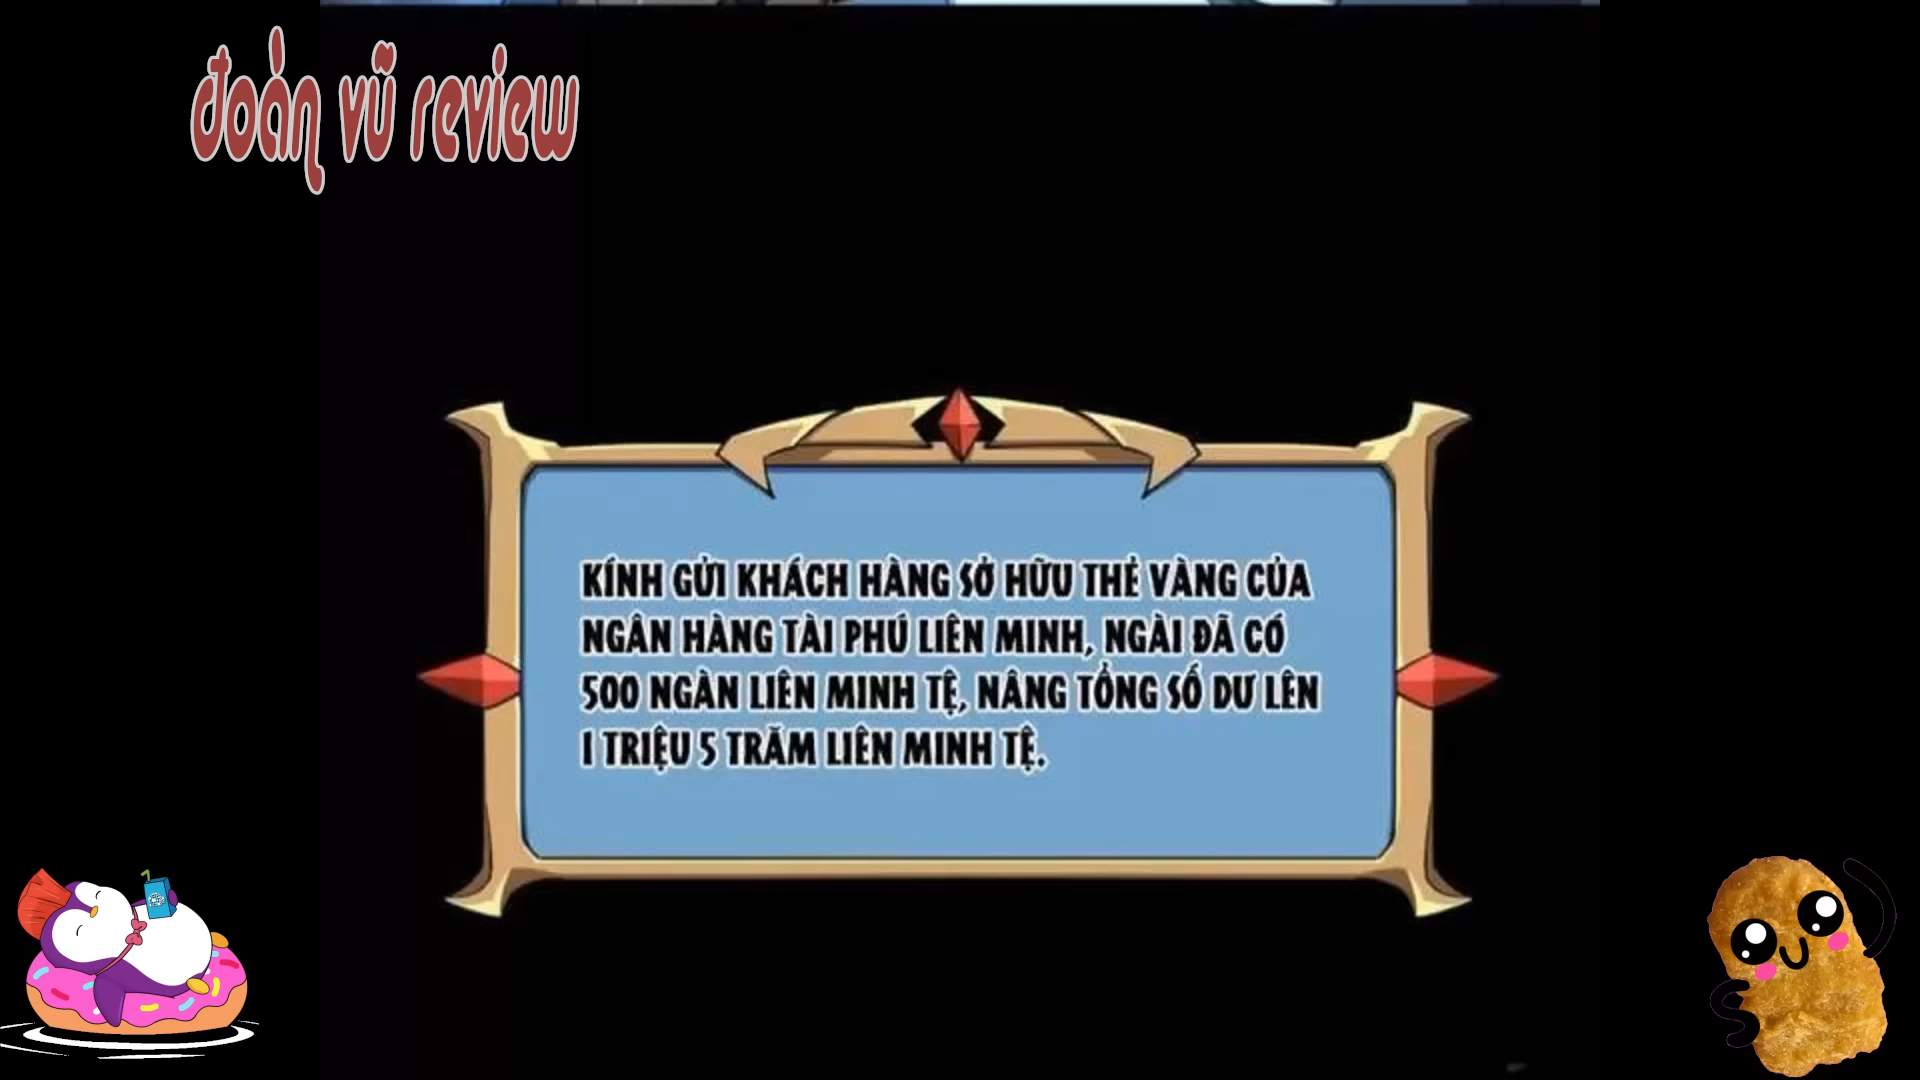 đoàn vũ review
KÍNH GỬI KHÁCH HÀNG SỞ HỮU THẺ VÀNG CỦA
NGÂN HÀNG TÀI PHÚ LIÊN MINH, NGÀI ĐÃ CÓ
500 NGÀN LIÊN MINH TỆ, NÂNG TỔNG SỐ DƯ LÊN
1 TRIỆU 5 TRĂM LIÊN MINH TỆ.